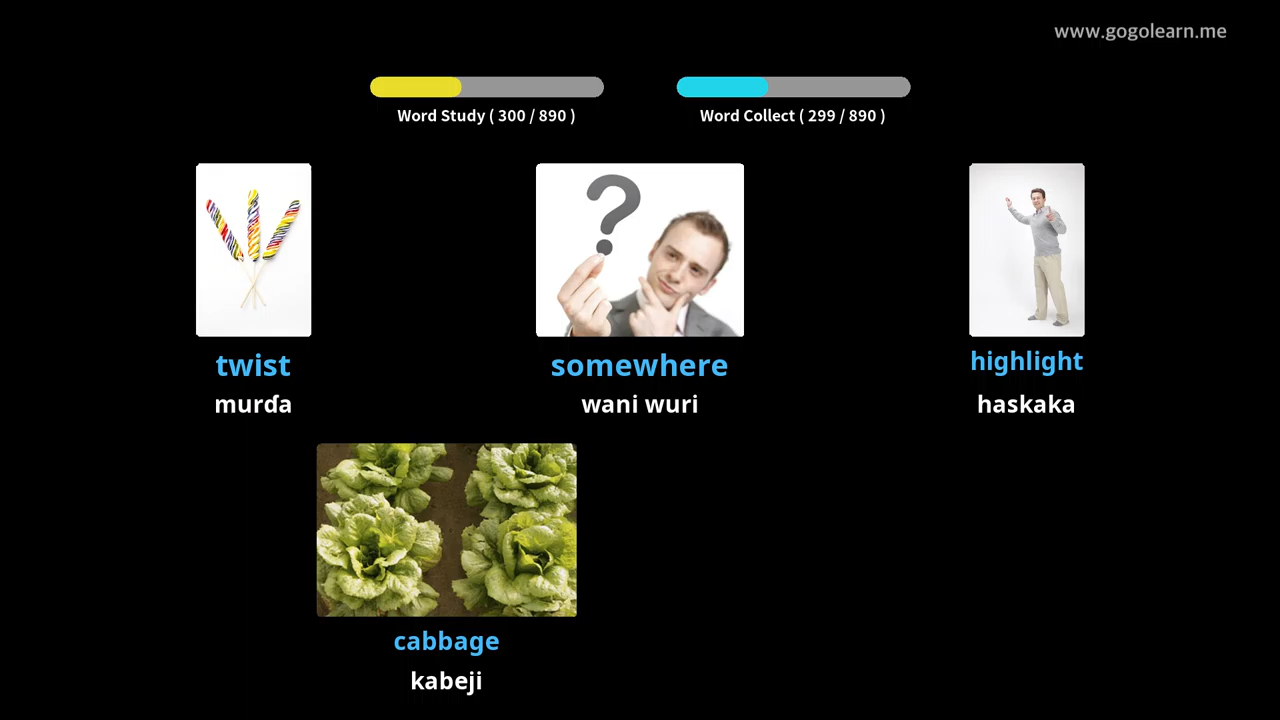 www.gogolearn.me
Word Study ( 300 / 890 )
Word Collect ( 299 / 890 )
twist
murɗa
somewhere
wani wuri
highlight
haskaka
cabbage
kabeji